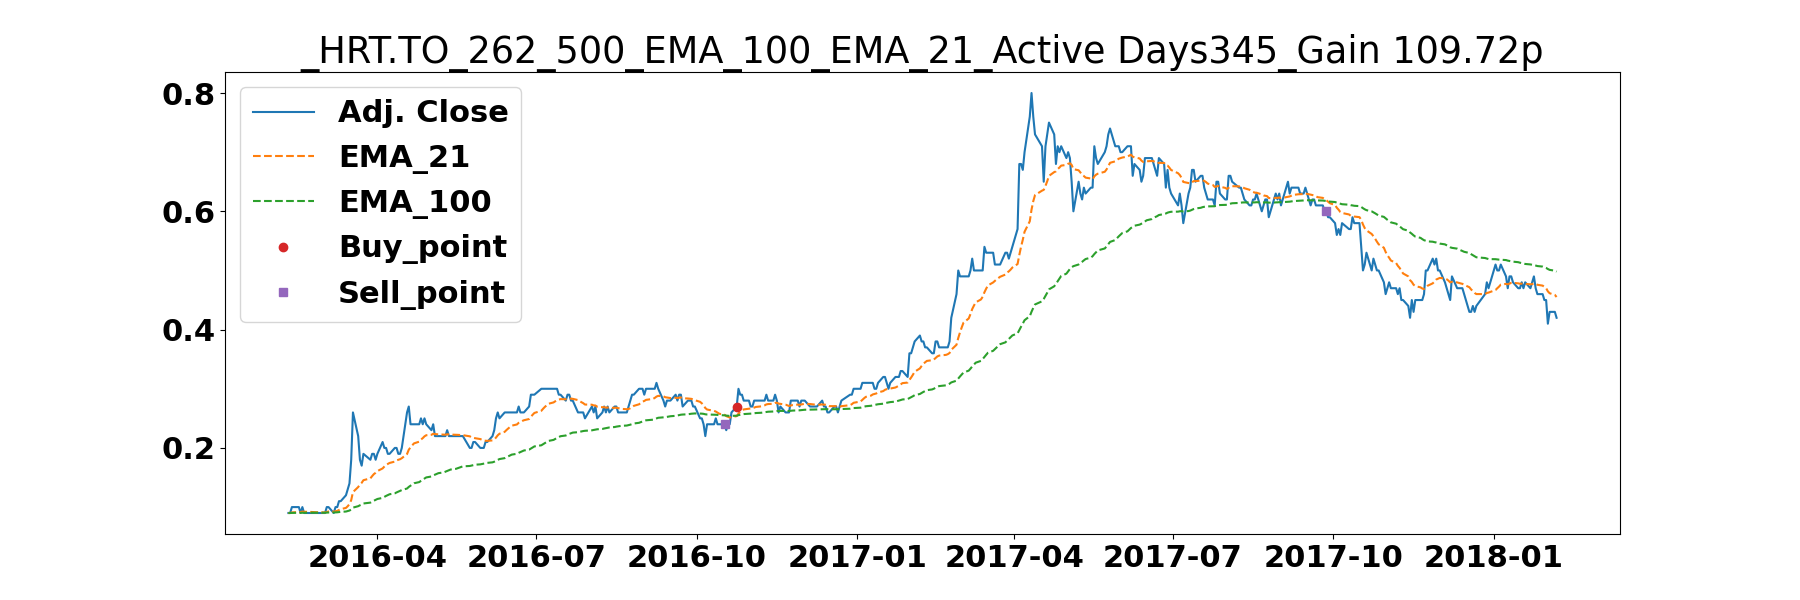 _HRT.TO_262_500_EMA_100_EMA_21_Active Days345_Gain 109.72p
0.8
0.6
0.4
0.2
Adj. Close
EMA_21
EMA_100
Buy_point
Sell_point
2016-04 2016-07 2016-10 2017-01 2017-04 2017-07 2017-10 2018-01